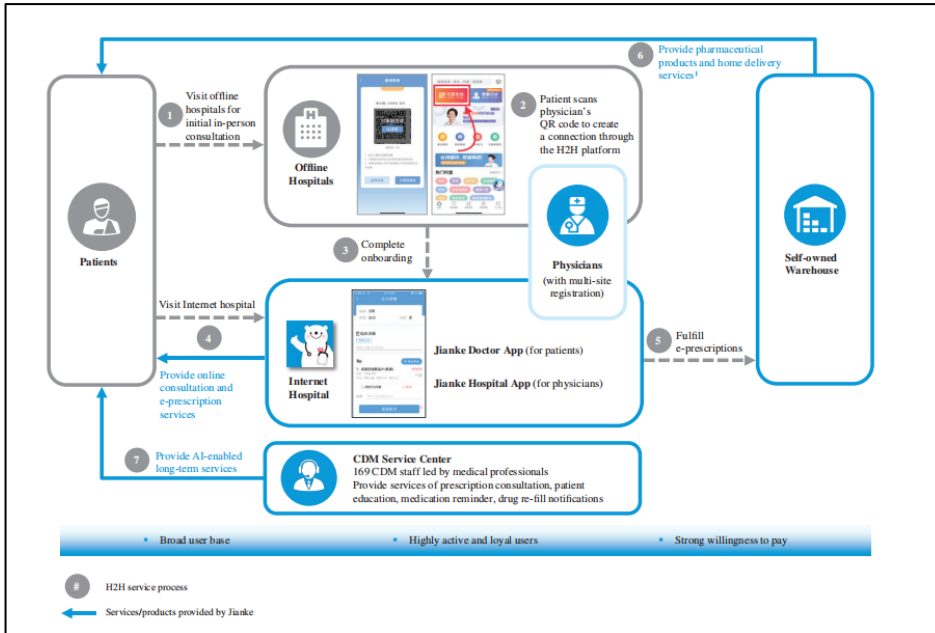 6
Provide pharmaceutical
products and home delivery
services¹
1
Visit offline
hospitals for
initial in-person
consultation
Offline
Hospitals
2
Patient scans
physician's
QR code to create
a connection through
the H2H platform
Patients
3
Complete
onboarding
Physicians
(with multi-site
registration)
Self-owned
Warehouse
Visit Internet hospital
4
Provide online
consultation and
e-prescription
services
Internet
Hospital
Jianke Doctor App (for patients)
Jianke Hospital App (for physicians)
5
Fulfill
e-prescriptions
7
Provide AI-enabled
long-term services
CDM Service Center
169 CDM staff led by medical professionals
Provide services of prescription consultation, patient
education, medication reminder, drug re-fill notifications
• Broad user base
• Highly active and loyal users
• Strong willingness to pay
#
H2H service process
Services/products provided by Jianke